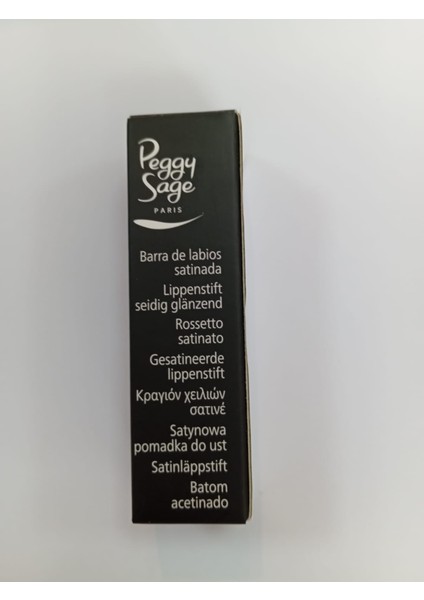 Peggy
Sage
PARIS
Barra de labios
satinada
Lippenstift
seidig glänzend
Rossetto
satinato
Gesatineerde
lippenstift
Κραγιόν χειλιών
σατινέ
Satynowa
pomadka do ust
Satinläppstift
Batom
acetinado